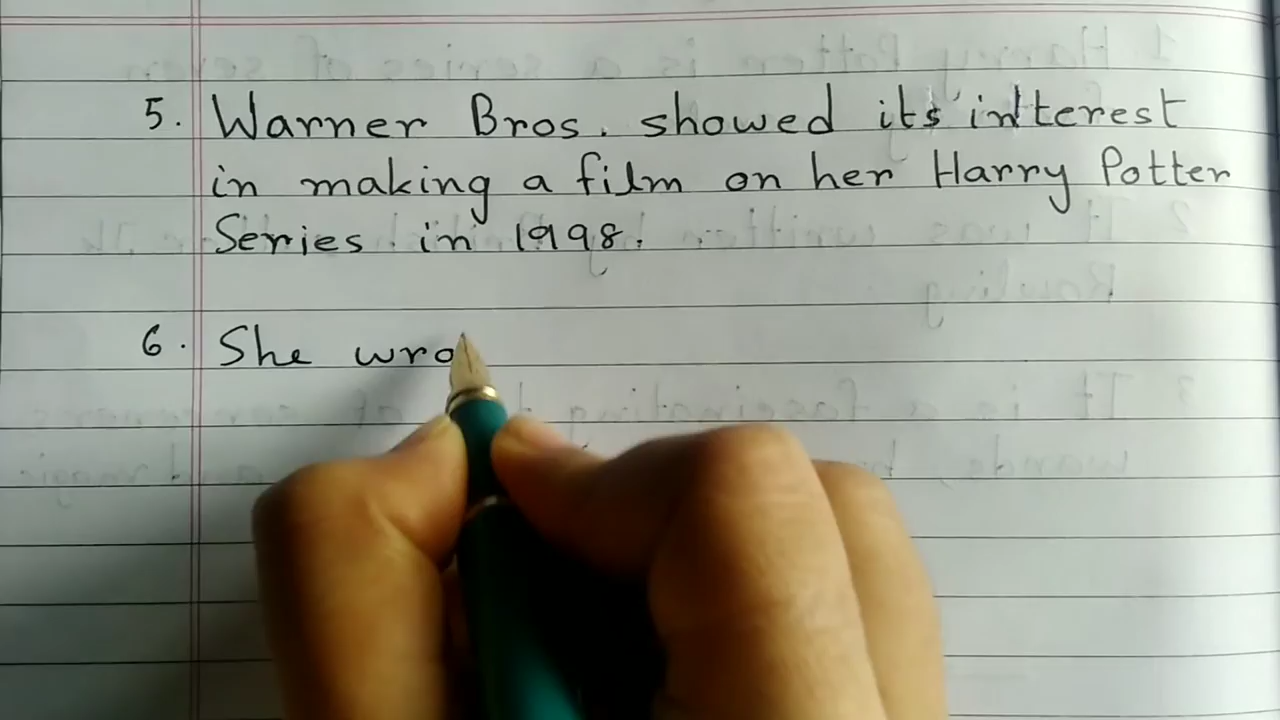 5. Warner Bros. showed its interest
in making a film on her Harry Potter
Series in 1998.
6. She wro